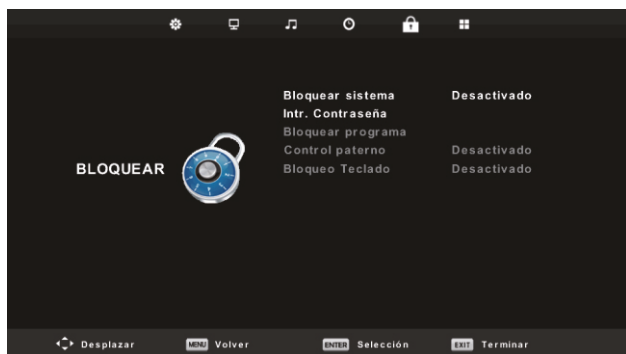 Bloquear sistema Desactivado
Intr. Contraseña
Bloquear programa
Control paterno Desactivado
Bloqueo Teclado Desactivado
BLOQUEAR
Desplazar MENU Volver ENTER Selección EXIT Terminar